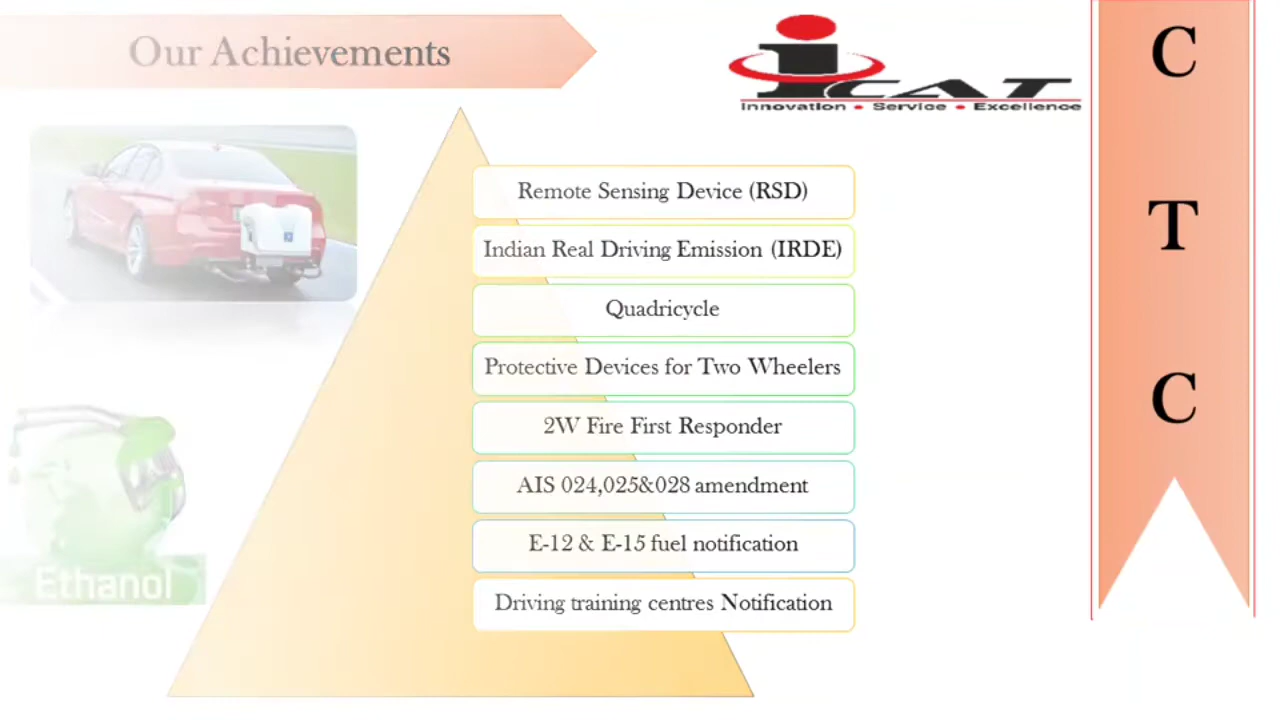 Our Achievements
iCAT
Innovation • Service • Excellence
C
T
C
Remote Sensing Device (RSD)
Indian Real Driving Emission (IRDE)
Quadricycle
Protective Devices for Two Wheelers
2W Fire First Responder
AIS 024,025&028 amendment
E-12 & E-15 fuel notification
Driving training centres Notification
Ethanol